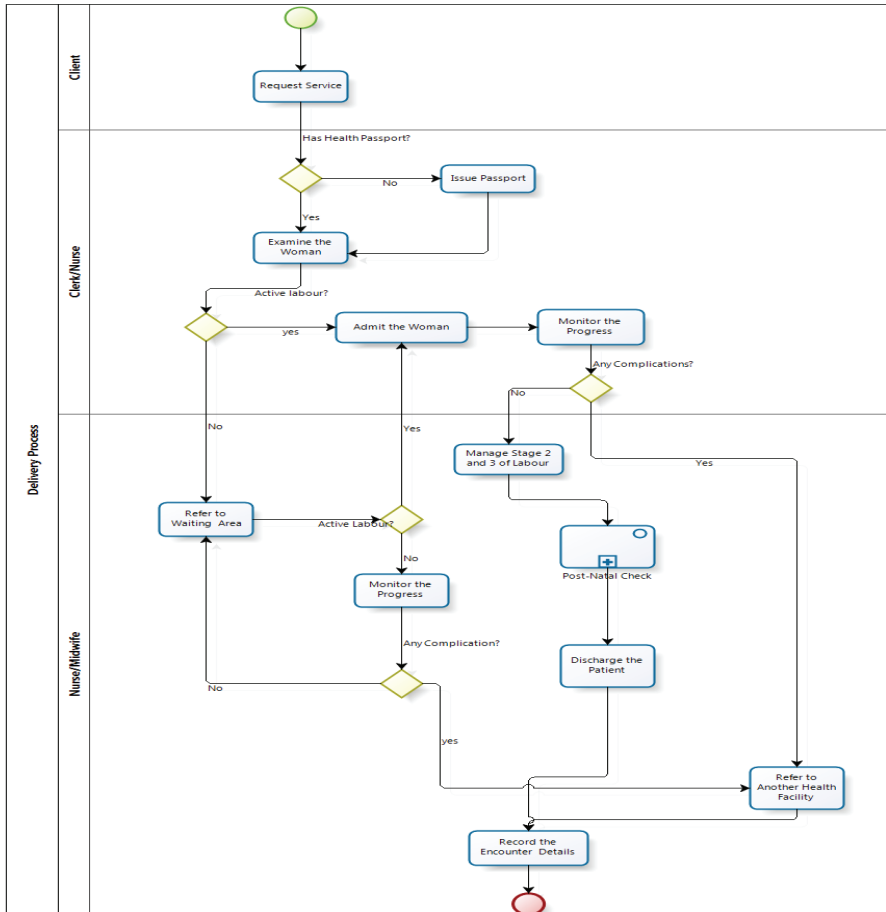 Delivery Process
Client
Request Service
Clerk/Nurse
Has Health Passport?
No
Issue Passport
Yes
Examine the
Woman
Active labour?
yes
Admit the Woman
Monitor the
Progress
Any Complications?
No
Yes
Nurse/Midwife
No
Yes
Manage Stage 2
and 3 of Labour
Refer to
Waiting Area
Active Labour?
No
Post-Natal Check
Monitor the
Progress
Any Complication?
Discharge the
Patient
No
yes
Refer to
Another Health
Facility
Record the
Encounter Details